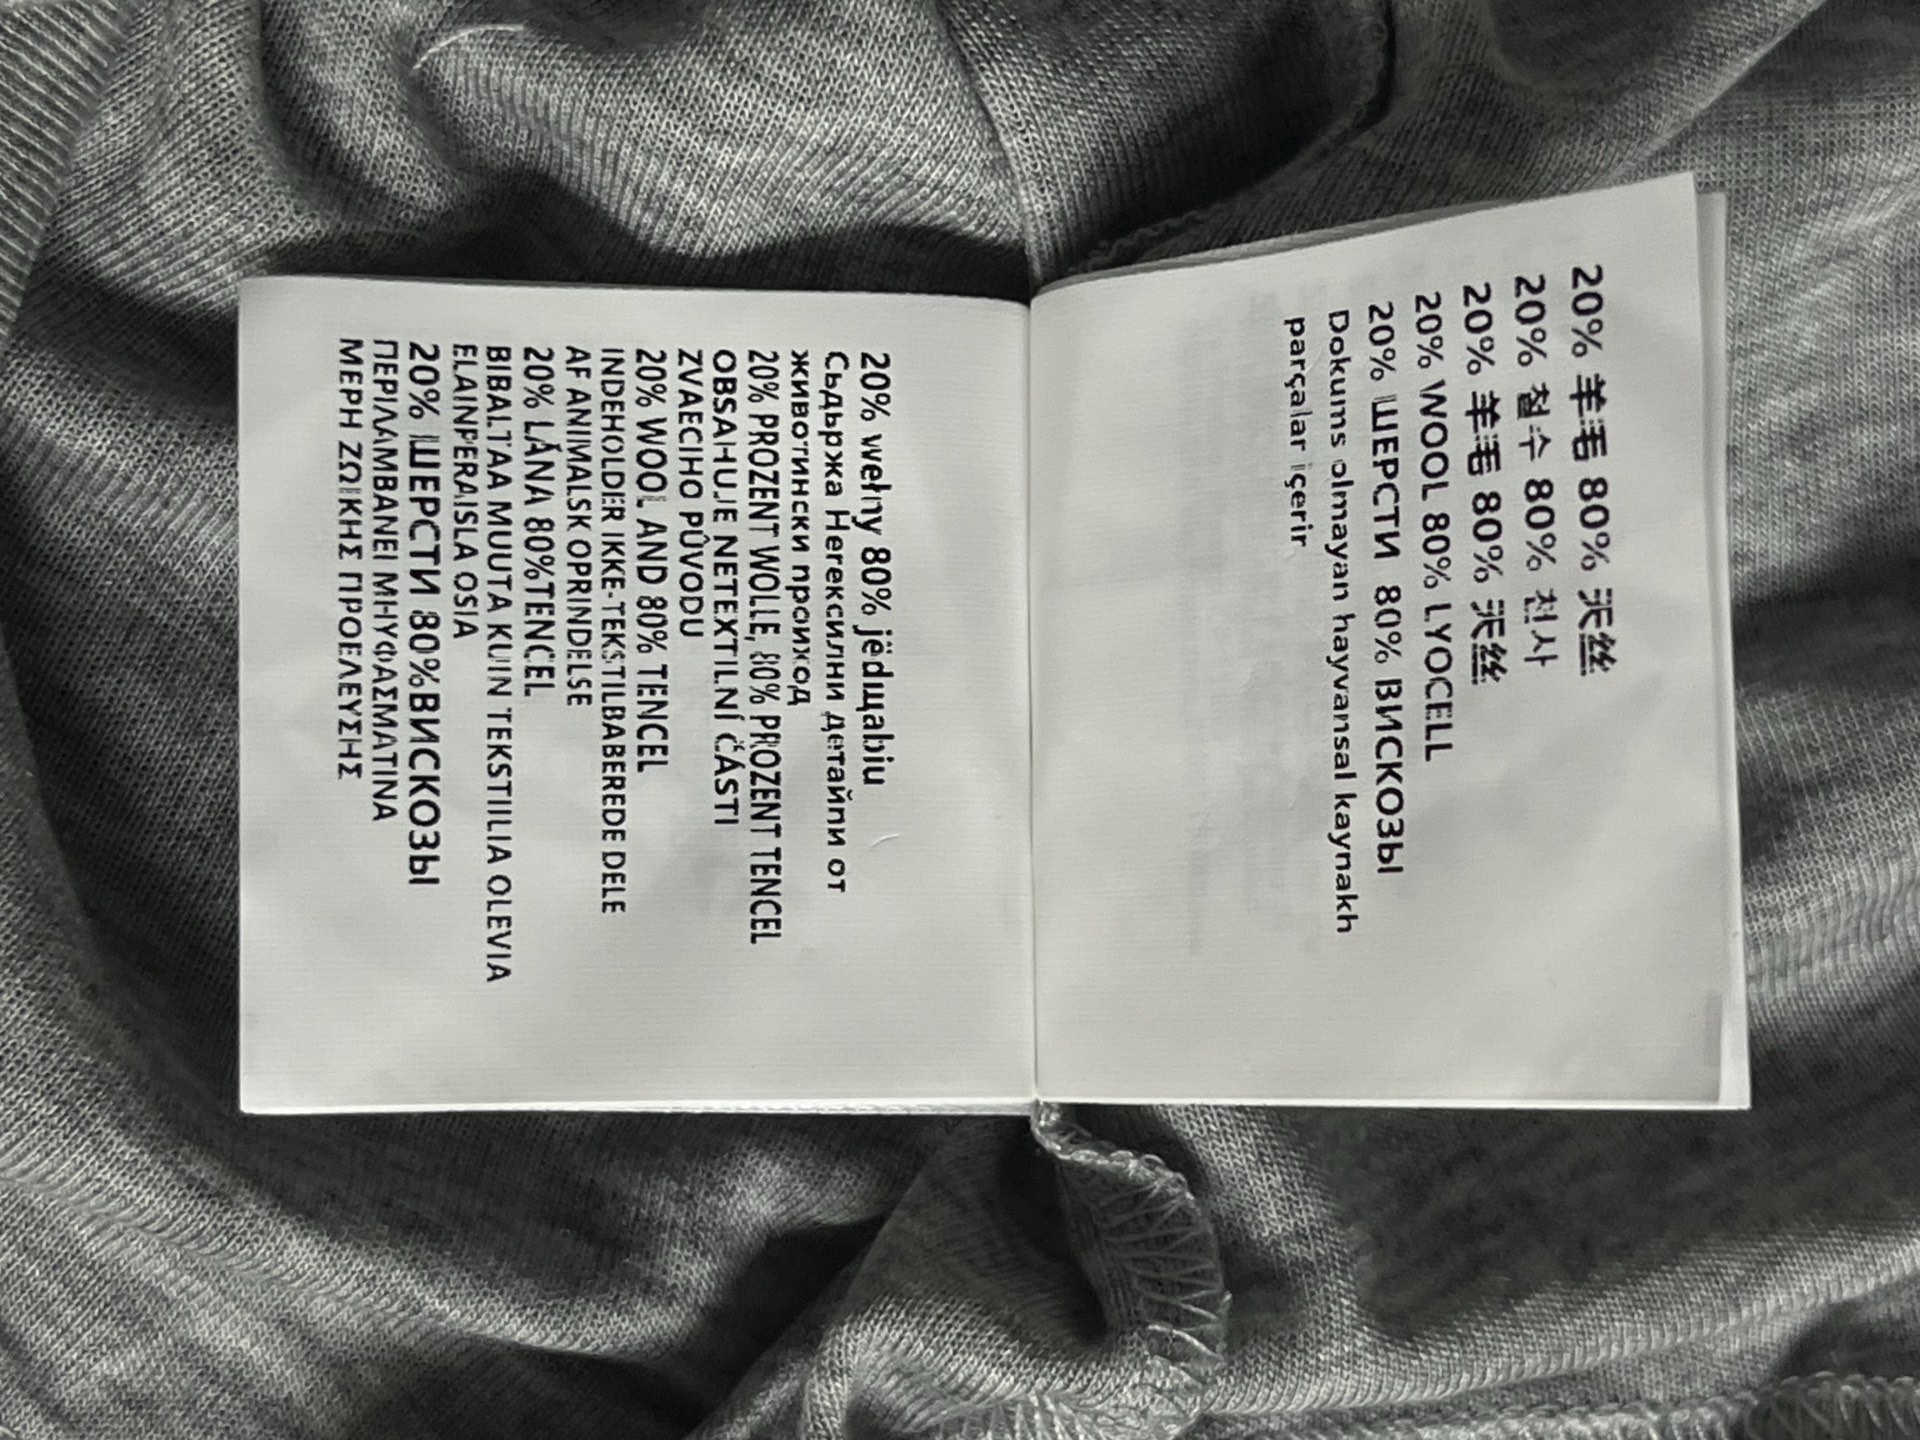 20% 羊毛 80% 天丝
20% 철수 80% 천사
20% 羊毛 80% 天丝
20% WOOL 80% LYOCELL
20% ШЕРСТИ 80% ВИСКОЗЫ
Dokums olmayan hayvansal kaynakh
parçalar içerir
20% wełny 80% jëdщabiu
Съдържа Нerексилни детайпи от
животински произход
20% PROZENT WOLLE, 80% PROZENT TENCEL
OBSAHUJE NETEXTILNÍ ČÁSTI
ZVAECIHO PŮVODU
20% WOOL AND 80% TENCEL
INDEHOLDER IKKE-TEKSTILBABEREDE DELE
AF ANIMALSK OPRINDELSE
20% LÁNA 80%TENCEL
BIBALTAA MUUTA KUIN TEKSTIILIA OLEVIA
ELAINPERAISLA OSIA
20% ШЕРСТИ 80%ВИСКОЗЫ
ΠΕΡΙΛΑΜΒΑΝΕΙ ΜΗΥΦΑΣΜΑΤΙΝΑ
ΜΕΡΗ ΖΩΙΚΗΣ ΠΡΟΕΛΕΥΣΗΣ